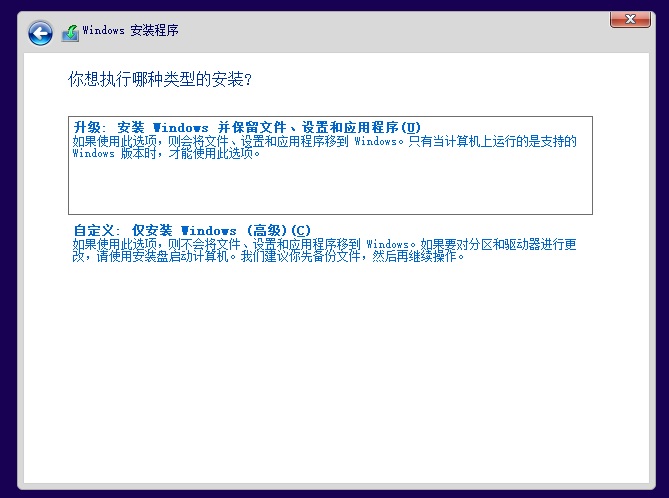 Windows 安装程序
你想执行哪种类型的安装?
升级: 安装 Windows 并保留文件、设置和应用程序(U)
如果使用此选项，则会将文件、设置和应用程序移到 Windows。只有当计算机上运行的是支持的
Windows 版本时，才能使用此选项。
自定义: 仅安装 Windows (高级)(C)
如果使用此选项，则不会将文件、设置和应用程序移到 Windows。如果要对分区和驱动器进行更
改，请使用安装盘启动计算机。我们建议你先备份文件，然后再继续操作。